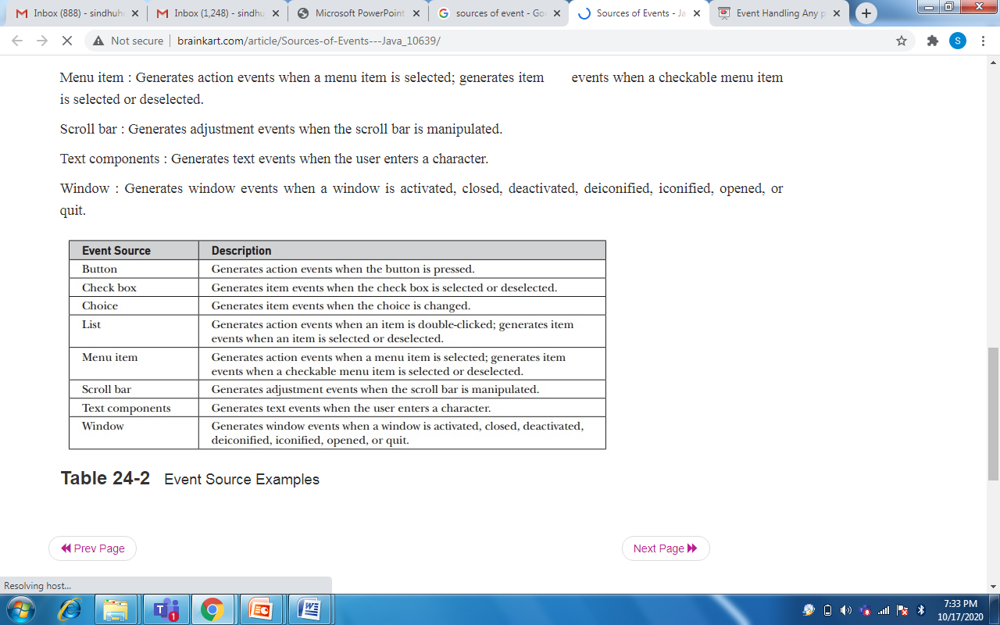 Inbox (888) - sindhuh
Inbox (1,248) - sindhu
Microsoft PowerPoint
sources of event - Go
Sources of Events - Ja
Event Handling Any p
Not secure | brainkart.com/article/Sources-of-Events---Java_10639/
S
Menu item : Generates action events when a menu item is selected; generates item events when a checkable menu item
is selected or deselected.
Scroll bar : Generates adjustment events when the scroll bar is manipulated.
Text components : Generates text events when the user enters a character.
Window : Generates window events when a window is activated, closed, deactivated, deiconified, iconified, opened, or
quit.
Event Source Description
Button Generates action events when the button is pressed.
Check box Generates item events when the check box is selected or deselected.
Choice Generates item events when the choice is changed.
List Generates action events when an item is double-clicked; generates item
events when an item is selected or deselected.
Menu item Generates action events when a menu item is selected; generates item
events when a checkable menu item is selected or deselected.
Scroll bar Generates adjustment events when the scroll bar is manipulated.
Text components Generates text events when the user enters a character.
Window Generates window events when a window is activated, closed, deactivated,
deiconified, iconified, opened, or quit.
Table 24-2 Event Source Examples
Prev Page
Next Page
Resolving host...
1
7:33 PM
10/17/2020